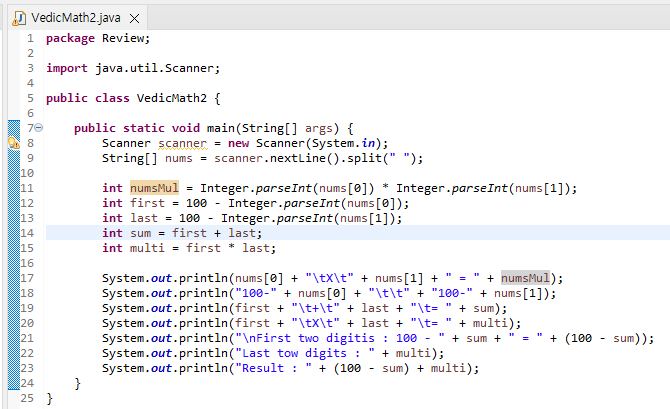 VedicMath2.java
1 package Review;
2
3 import java.util.Scanner;
4
5 public class VedicMath2 {
6
7 public static void main(String[] args) {
8 Scanner scanner = new Scanner(System.in);
9 String[] nums = scanner.nextLine().split(" ");
10
11 int numsMul = Integer.parseInt(nums[0]) * Integer.parseInt(nums[1]);
12 int first = 100 - Integer.parseInt(nums[0]);
13 int last = 100 - Integer.parseInt(nums[1]);
14 int sum = first + last;
15 int multi = first * last;
16
17 System.out.println(nums[0] + "\tX\t" + nums[1] + " = " + numsMul);
18 System.out.println("100-" + nums[0] + "\t\t" + "100-" + nums[1]);
19 System.out.println(first + "\t+\t" + last + "\t= " + sum);
20 System.out.println(first + "\tX\t" + last + "\t= " + multi);
21 System.out.println("\nFirst two digitis : 100 - " + sum + " = " + (100 - sum));
22 System.out.println("Last tow digits : " + multi);
23 System.out.println("Result : " + (100 - sum) + multi);
24 }
25 }